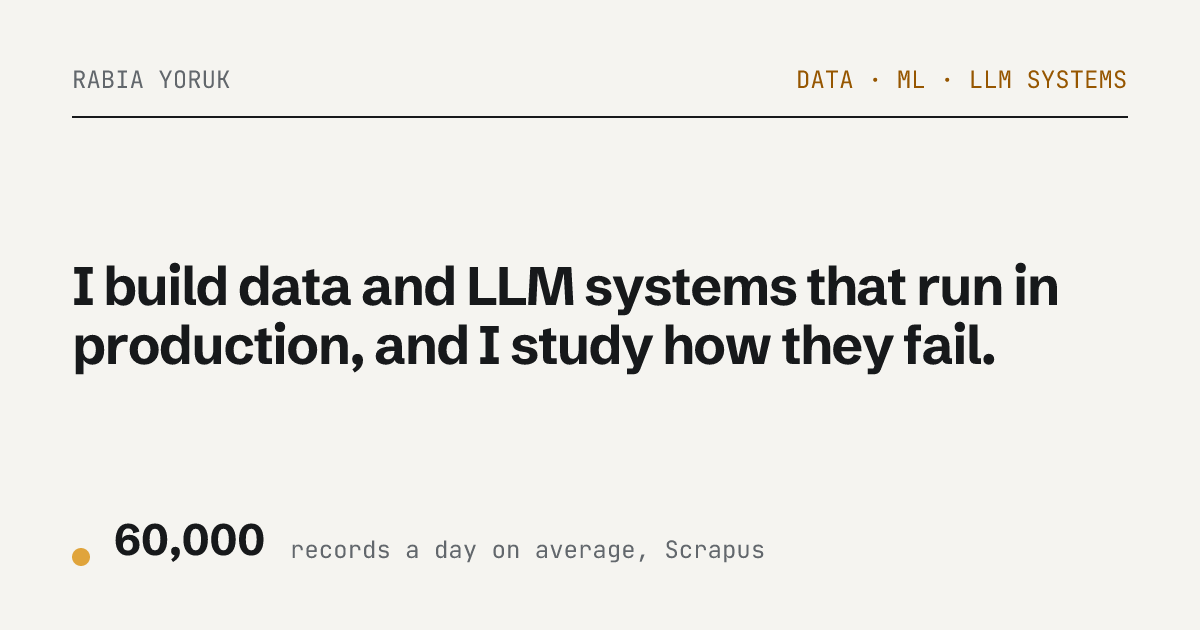 RABIA YORUK
DATA · ML · LLM SYSTEMS
I build data and LLM systems that run in
production, and I study how they fail.
60,000 records a day on average, Scrapus